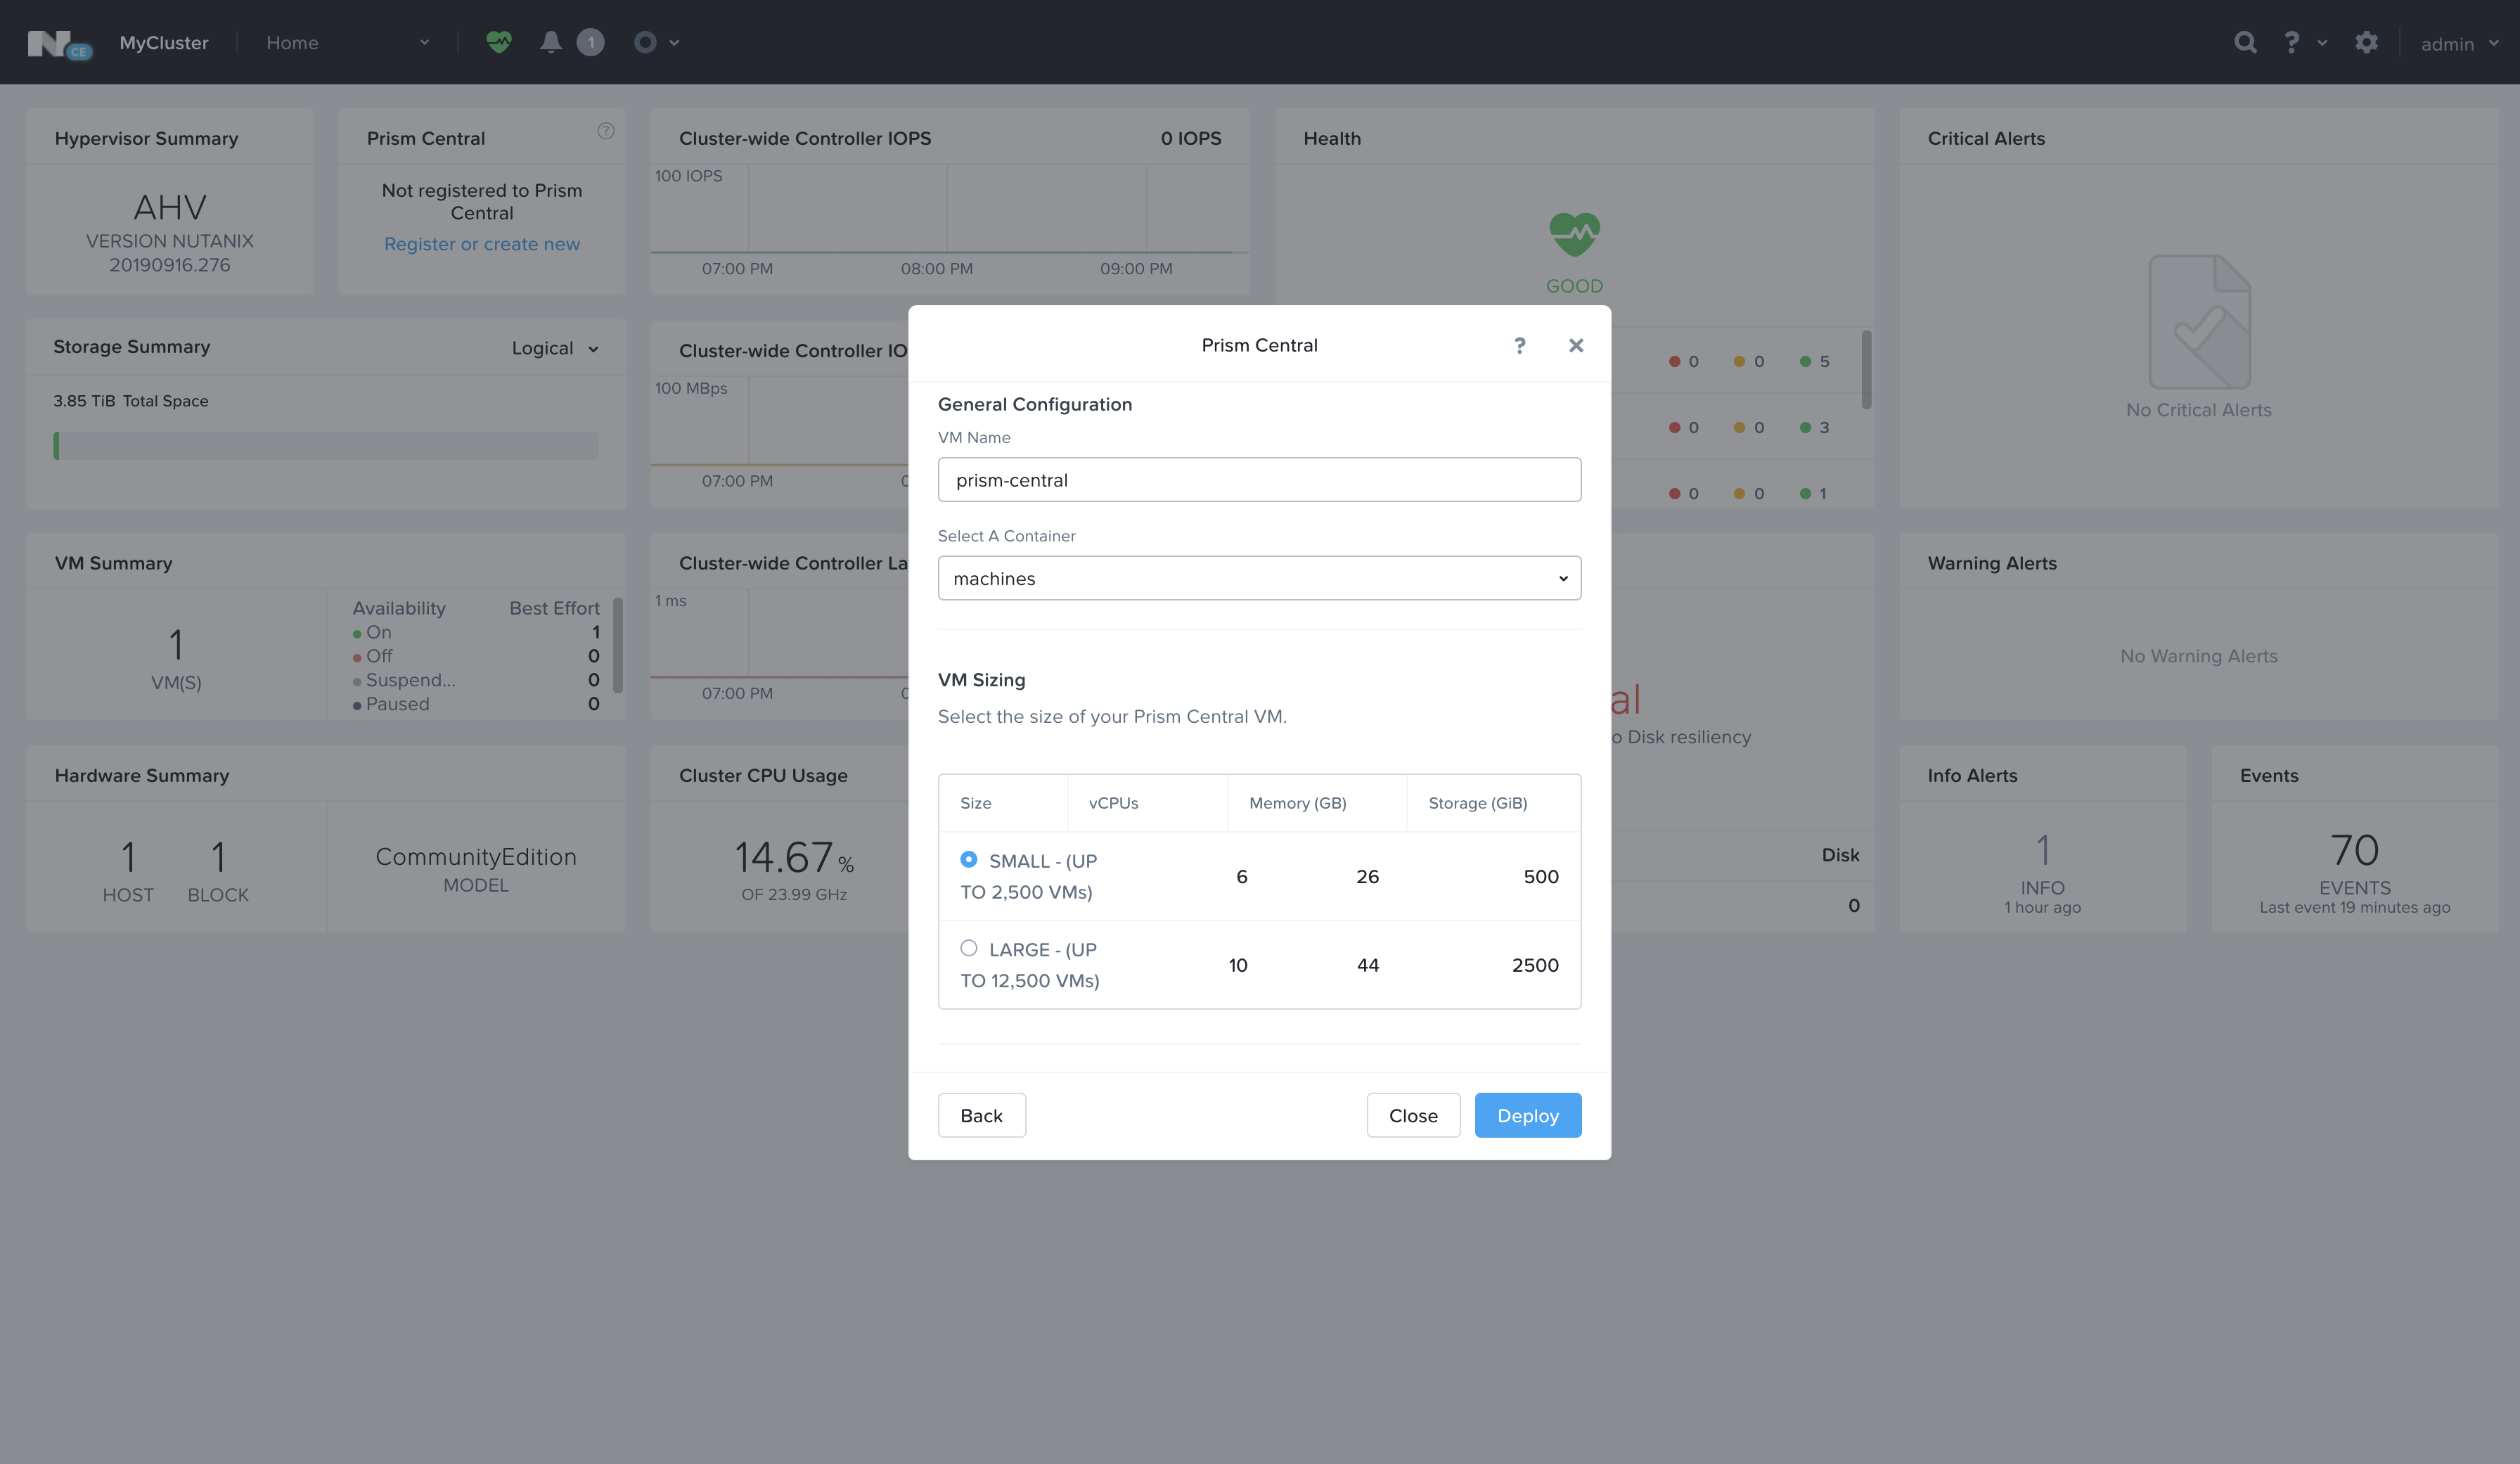 N CE MyCluster Home 1 ? admin
Hypervisor Summary
AHV
VERSION NUTANIX
20190916.276
Prism Central ?
Not registered to Prism
Central
Register or create new
Cluster-wide Controller IOPS 0 IOPS
100 IOPS
07:00 PM 08:00 PM 09:00 PM
Health
GOOD
Critical Alerts
No Critical Alerts
Storage Summary Logical
3.85 TiB Total Space
Cluster-wide Controller IO
100 MBps
07:00 PM 0
0 0 5
0 0 3
0 0 1
VM Summary
1
VM(S)
Availability Best Effort
On 1
Off 0
Suspend... 0
Paused 0
Cluster-wide Controller La
1 ms
07:00 PM 0
al
o Disk resiliency
Disk
0
Warning Alerts
No Warning Alerts
Hardware Summary
1
HOST
1
BLOCK
CommunityEdition
MODEL
Cluster CPU Usage
14.67 %
OF 23.99 GHz
Info Alerts
1
INFO
1 hour ago
Events
70
EVENTS
Last event 19 minutes ago
Prism Central ? ×
General Configuration
VM Name
prism-central
Select A Container
machines
VM Sizing
Select the size of your Prism Central VM.
Size vCPUs Memory (GB) Storage (GiB)
SMALL - (UP
TO 2,500 VMs) 6 26 500
LARGE - (UP
TO 12,500 VMs) 10 44 2500
Back Close Deploy